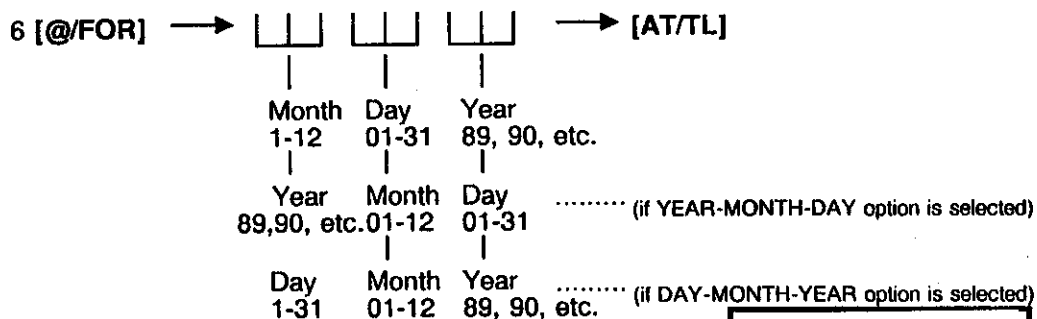 6 [@/FOR] → → [AT/TL]
Month Day Year
1-12 01-31 89, 90, etc.
Year Month Day ......... (if YEAR-MONTH-DAY option is selected)
89,90, etc. 01-12 01-31
Day Month Year ......... (if DAY-MONTH-YEAR option is selected)
1-31 01-12 89, 90, etc.